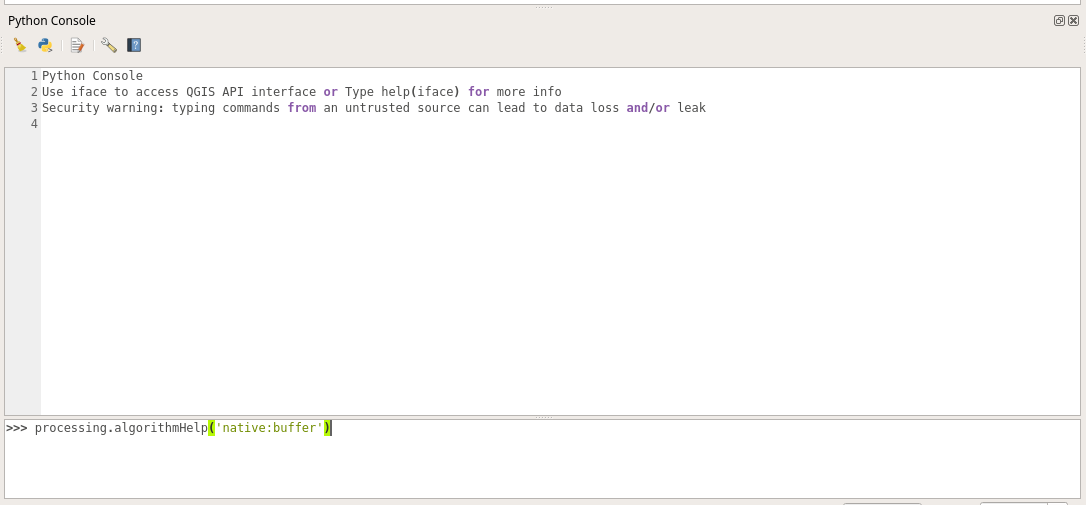 Python Console
1 Python Console
2 Use iface to access QGIS API interface or Type help(iface) for more info
3 Security warning: typing commands from an untrusted source can lead to data loss and/or leak
4
>>> processing.algorithmHelp('native:buffer')